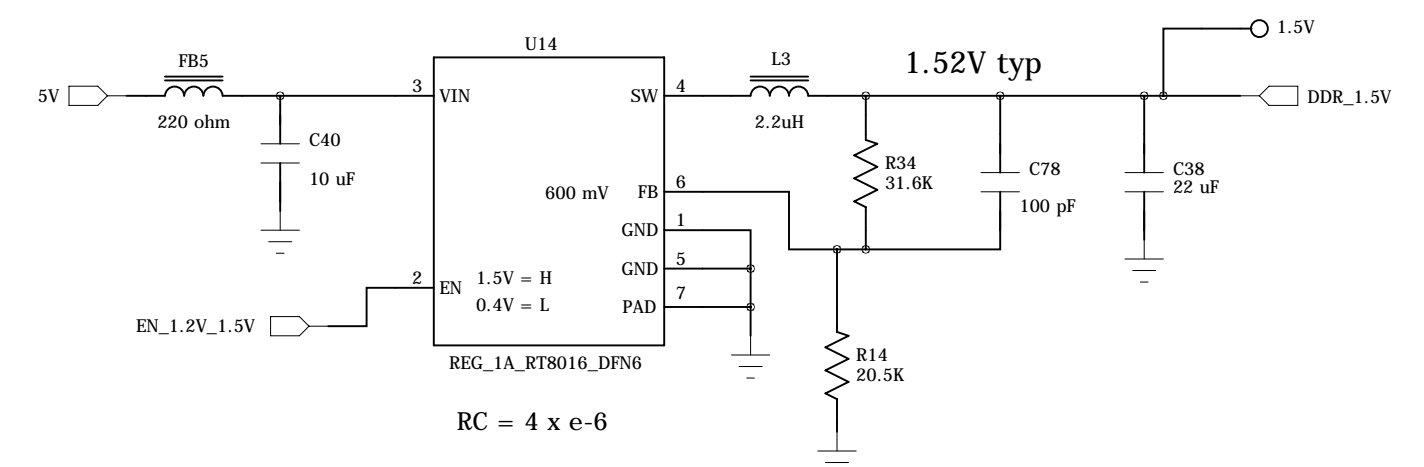 1.5V
U14
FB5
L3
1.52V typ
5V
3
VIN
SW
4
DDR_1.5V
220 ohm
2.2uH
C40
10 uF
R34
31.6K
C78
100 pF
C38
22 uF
600 mV
FB
6
GND
1
GND
5
PAD
7
2
EN
1.5V = H
0.4V = L
EN_1.2V_1.5V
REG_1A_RT8016_DFN6
R14
20.5K
RC = 4 x e-6